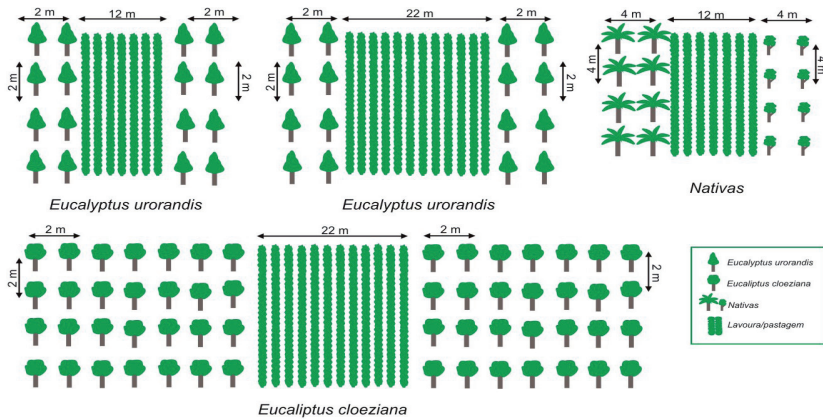 2 m 12 m 2 m
2 m
2 m
Eucalyptus urorandis
2 m 22 m 2 m
2 m
2 m
Eucalyptus urorandis
4 m 12 m 4 m
4 m
4 m
Nativas
2 m 22 m 2 m
2 m
2 m
Eucaliptus cloeziana
Eucalyptus urorandis
Eucaliptus cloeziana
Nativas
Lavoura/pastagem